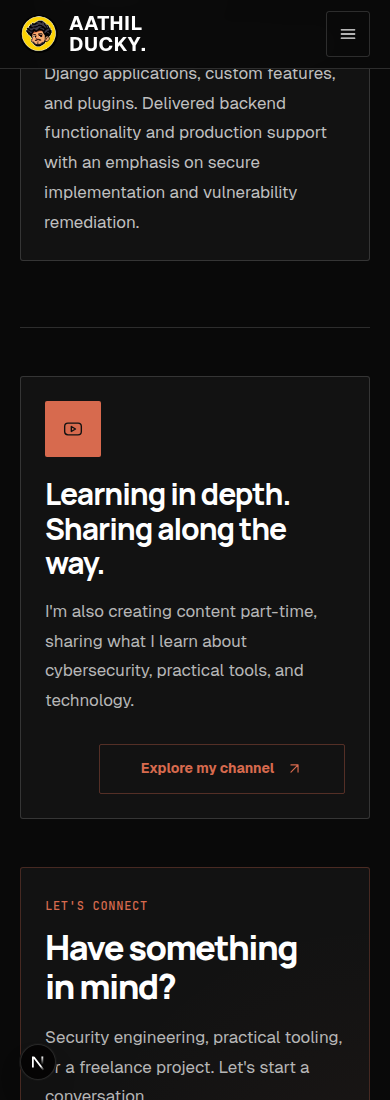 AATHIL
DUCKY.
Django applications, custom features,
and plugins. Delivered backend
functionality and production support
with an emphasis on secure
implementation and vulnerability
remediation.
Learning in depth.
Sharing along the
way.
I'm also creating content part-time,
sharing what I learn about
cybersecurity, practical tools, and
technology.
Explore my channel
LET'S CONNECT
Have something
in mind?
Security engineering, practical tooling,
or a freelance project. Let's start a
conversation
N